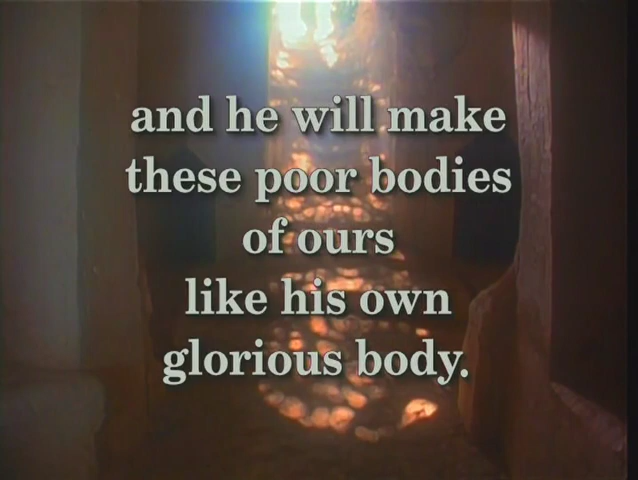 and he will make
these poor bodies
of ours
like his own
glorious body.